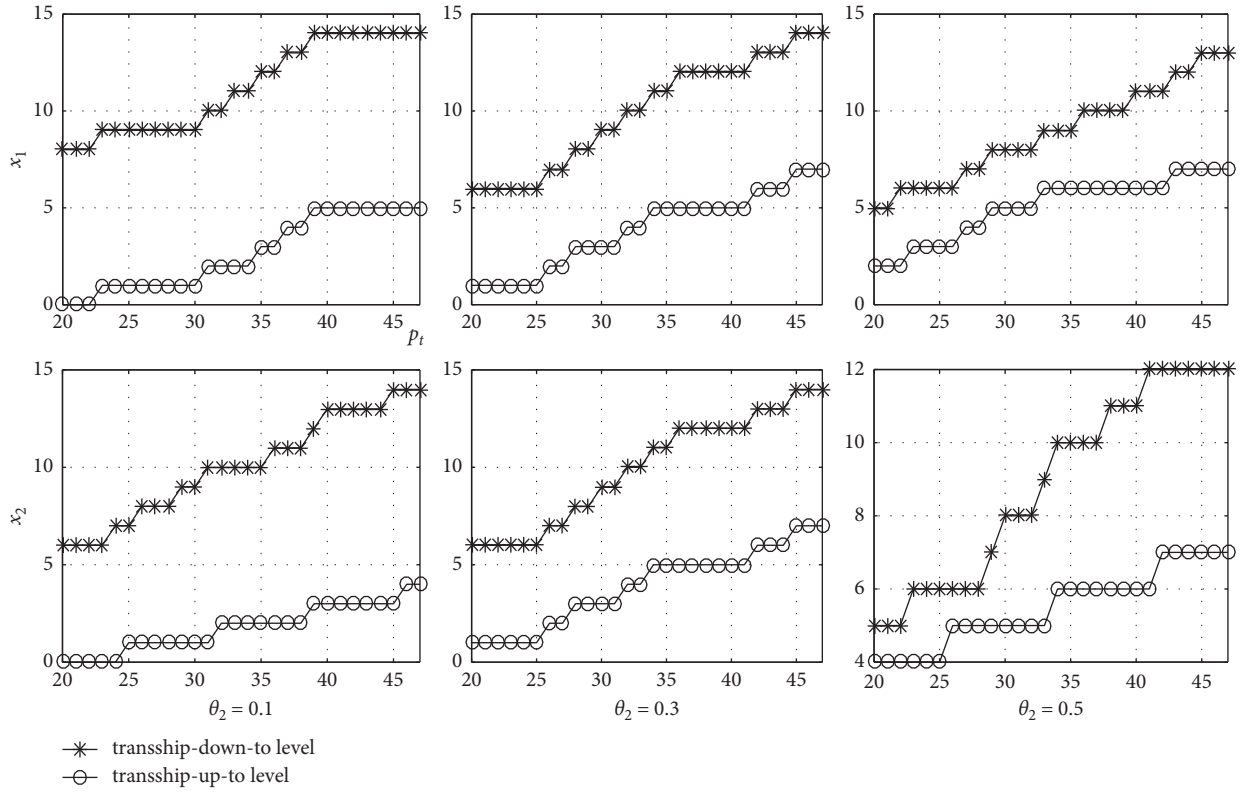 15 15 15
10 10 10
x1
5 5 5
0 0 0
20 25 30 35 40 45 20 25 30 35 40 45 20 25 30 35 40 45
pt
15 15 12
10 10 10
x2
8
5 5 6
0 0 4
20 25 30 35 40 45 20 25 30 35 40 45 20 25 30 35 40 45
θ2 = 0.1 θ2 = 0.3 θ2 = 0.5
transship-down-to level
transship-up-to level